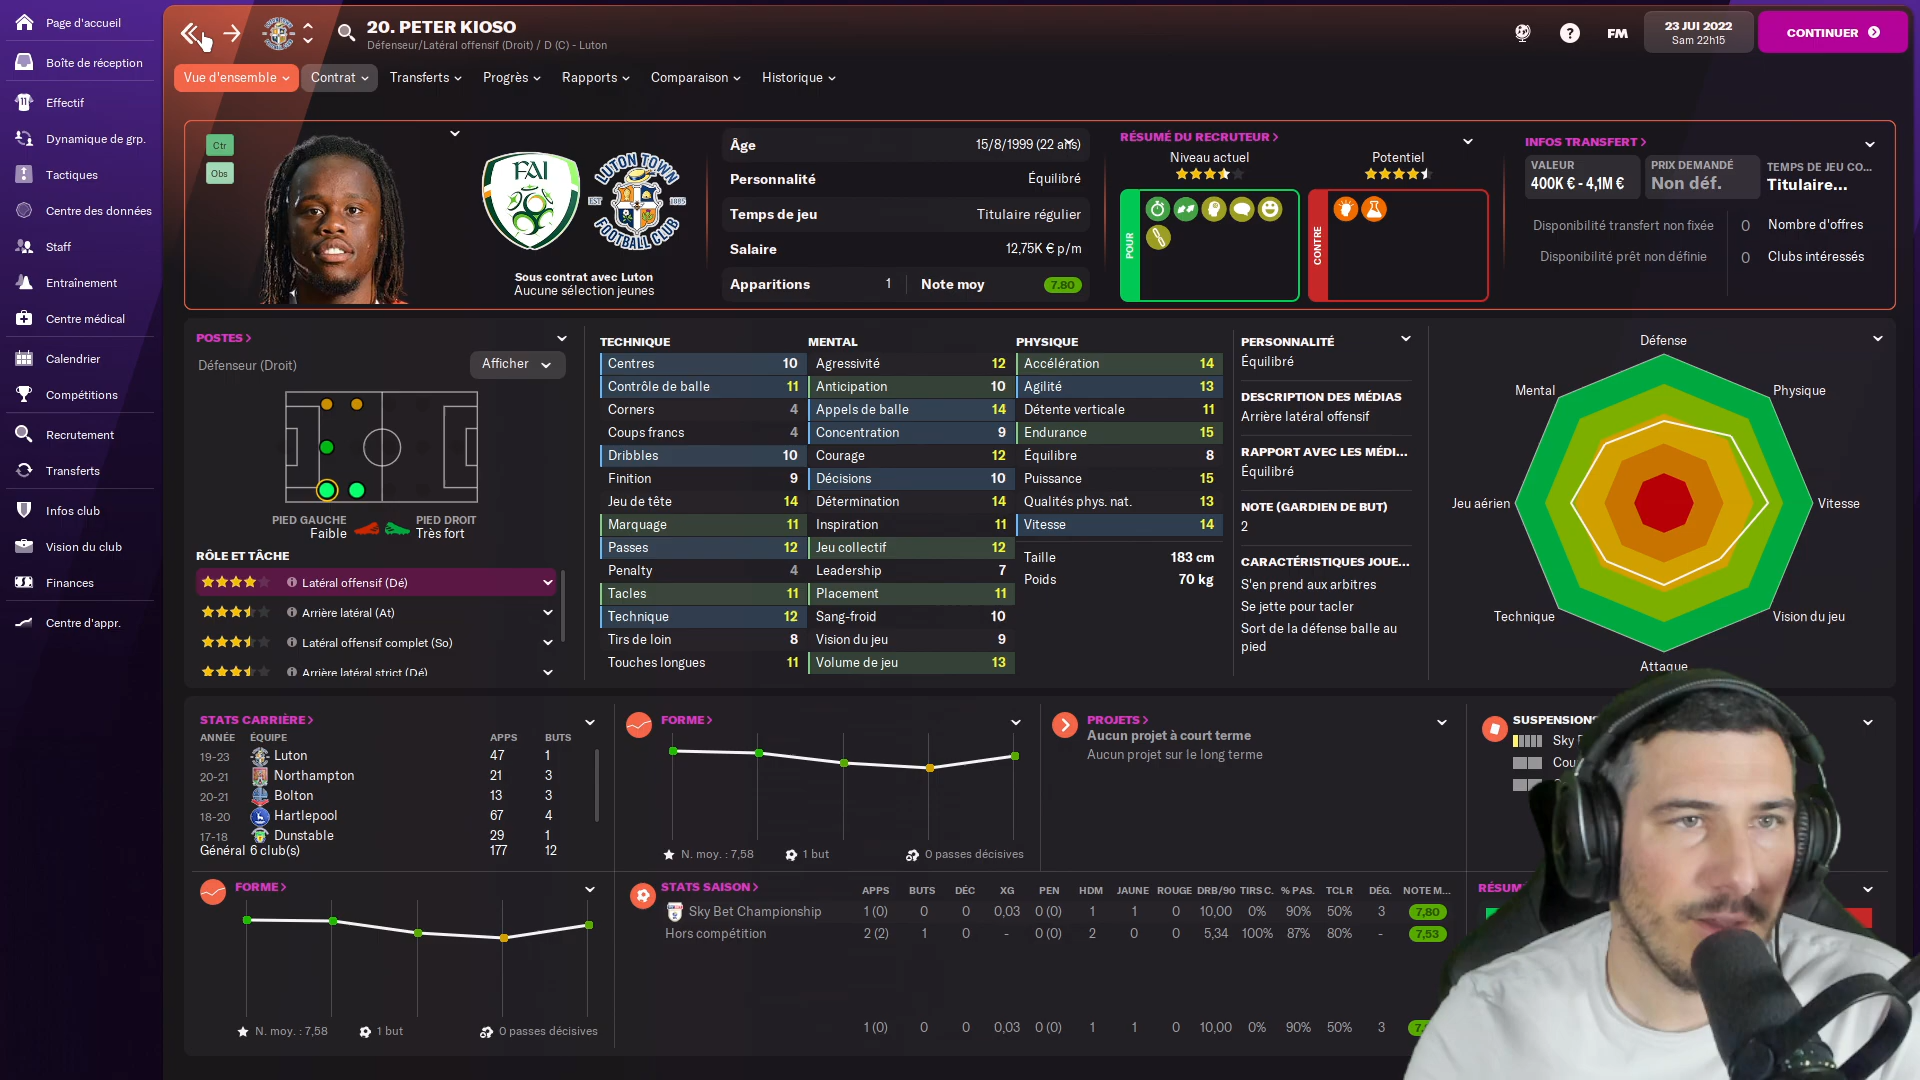 Page d'accueil
Boîte de réception
Effectif
Dynamique de grp.
Tactiques
Centre des données
Staff
Entraînement
Centre médical
Calendrier
Compétitions
Recrutement
Transferts
Infos club
Vision du club
Finances
Centre d'appr.
20. PETER KIOSO
Défenseur/Latéral offensif (Droit) / D (C) - Luton
FM
23 JUI 2022
Sam 22h15
CONTINUER
Vue d'ensemble
Contrat
Transferts
Progrès
Rapports
Comparaison
Historique
Ctr
Obs
FAI
LUTON TOWN
EST 1885
FOOTBALL CLUB
Sous contrat avec Luton
Aucune sélection jeunes
Âge 15/8/1999 (22 ans)
Personnalité Équilibré
Temps de jeu Titulaire régulier
Salaire 12,75K € p/m
Apparitions 1 Note moy 7.80
RÉSUMÉ DU RECRUTEUR >
Niveau actuel Potentiel
POUR
CONTRE
INFOS TRANSFERT >
VALEUR
400K € - 4,1M €
PRIX DEMANDÉ
Non déf.
TEMPS DE JEU CO...
Titulaire...
Disponibilité transfert non fixée 0 Nombre d'offres
Disponibilité prêt non définie 0 Clubs intéressés
POSTES >
Défenseur (Droit)
Afficher
PIED GAUCHE
Faible
PIED DROIT
Très fort
RÔLE ET TÂCHE
Latéral offensif (Dé)
Arrière latéral (At)
Latéral offensif complet (So)
Arrière latéral strict (Dé)
TECHNIQUE
Centres 10
Contrôle de balle 11
Corners 4
Coups francs 4
Dribbles 10
Finition 9
Jeu de tête 14
Marquage 11
Passes 12
Penalty 4
Tacles 11
Technique 12
Tirs de loin 8
Touches longues 11
MENTAL
Agressivité 12
Anticipation 10
Appels de balle 14
Concentration 9
Courage 12
Décisions 10
Détermination 14
Inspiration 11
Jeu collectif 12
Leadership 7
Placement 11
Sang-froid 10
Vision du jeu 9
Volume de jeu 13
PHYSIQUE
Accélération 14
Agilité 13
Détente verticale 11
Endurance 15
Équilibre 8
Puissance 15
Qualités phys. nat. 13
Vitesse 14
Taille 183 cm
Poids 70 kg
PERSONNALITÉ
Équilibré
DESCRIPTION DES MÉDIAS
Arrière latéral offensif
RAPPORT AVEC LES MÉDI...
Équilibré
NOTE (GARDIEN DE BUT)
2
CARACTÉRISTIQUES JOUE...
S'en prend aux arbitres
Se jette pour tacler
Sort de la défense balle au
pied
Défense
Mental
Physique
Jeu aérien
Vitesse
Technique
Vision du jeu
Attaque
STATS CARRIÈRE >
ANNÉE ÉQUIPE APPS BUTS
19-23 Luton 47 1
20-21 Northampton 21 3
20-21 Bolton 13 3
18-20 Hartlepool 67 4
17-18 Dunstable 29 1
Général 6 club(s) 177 12
FORME >
N. moy. : 7,58 1 but 0 passes décisives
PROJETS >
Aucun projet à court terme
Aucun projet sur le long terme
SUSPENSIONS
Sky
Cou
FORME >
N. moy. : 7,58 1 but 0 passes décisives
STATS SAISON >
APPS BUTS DÉC XG PEN HDM JAUNE ROUGE DRB/90 TIRS C. % PAS. TCL R DÉG. NOTE M...
Sky Bet Championship 1 (0) 0 0 0,03 0 (0) 1 1 0 10,00 0% 90% 50% 3 7,80
Hors compétition 2 (2) 1 0 - 0 (0) 2 0 0 5,34 100% 87% 80% - 7,53
1 (0) 0 0 0,03 0 (0) 1 1 0 10,00 0% 90% 50% 3
RÉSUM